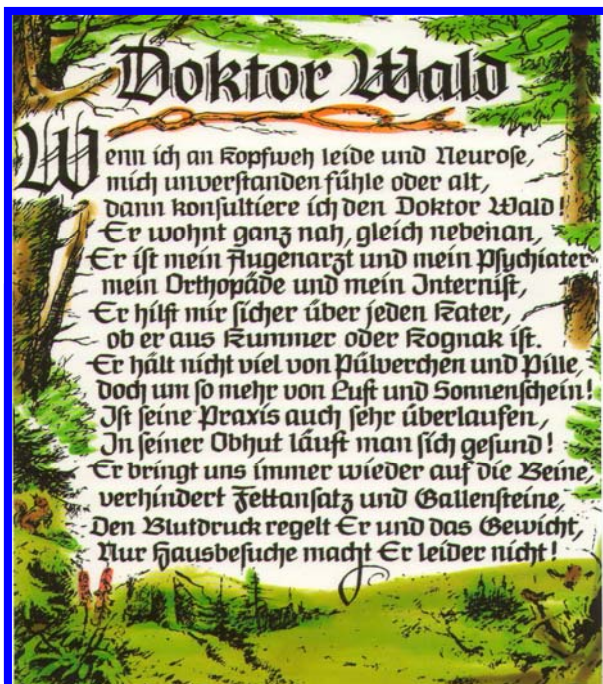 Doktor Wald
Wenn ich an Kopfweh leide und Neurose,
mich unverstanden fühle oder alt,
dann konsultiere ich den Doktor Wald!
Er wohnt ganz nah, gleich nebenan,
Er ist mein Augenarzt und mein Psychiater
mein Orthopäde und mein Internist,
Er hilft mir sicher über jeden Kater,
ob er aus Kummer oder Kognak ist.
Er hält nicht viel von Pülverchen und Pille,
doch um so mehr von Luft und Sonnenschein!
Ist seine Praxis auch sehr überlaufen,
In seiner Obhut läuft man sich gesund!
Er bringt uns immer wieder auf die Beine,
verhindert Fettansatz und Gallensteine,
Den Blutdruck regelt Er und das Gewicht,
Nur Hausbesuche macht Er leider nicht!